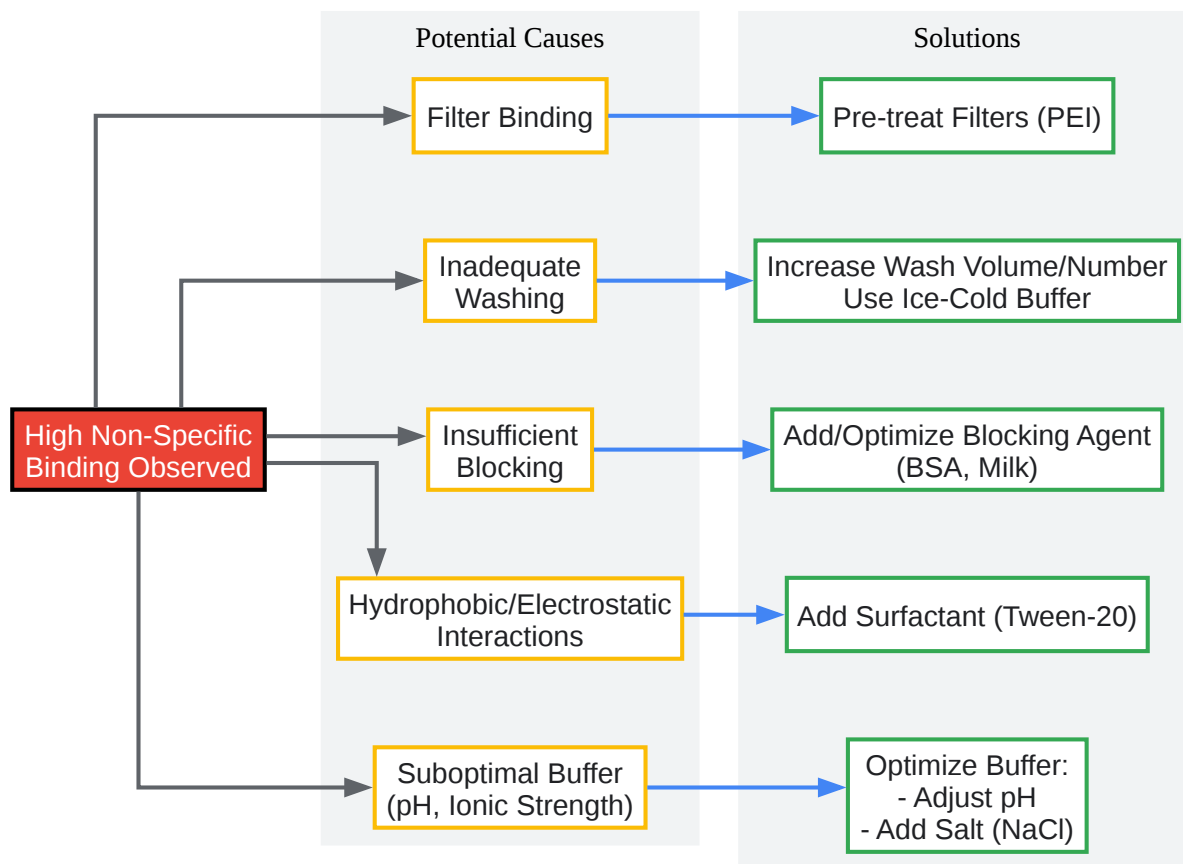 Potential Causes
Solutions
Filter Binding
Pre-treat Filters (PEI)
Inadequate
Washing
Increase Wash Volume/Number
Use Ice-Cold Buffer
High Non-Specific
Binding Observed
Insufficient
Blocking
Add/Optimize Blocking Agent
(BSA, Milk)
Hydrophobic/Electrostatic
Interactions
Add Surfactant (Tween-20)
Suboptimal Buffer
(pH, Ionic Strength)
Optimize Buffer:
- Adjust pH
- Add Salt (NaCl)